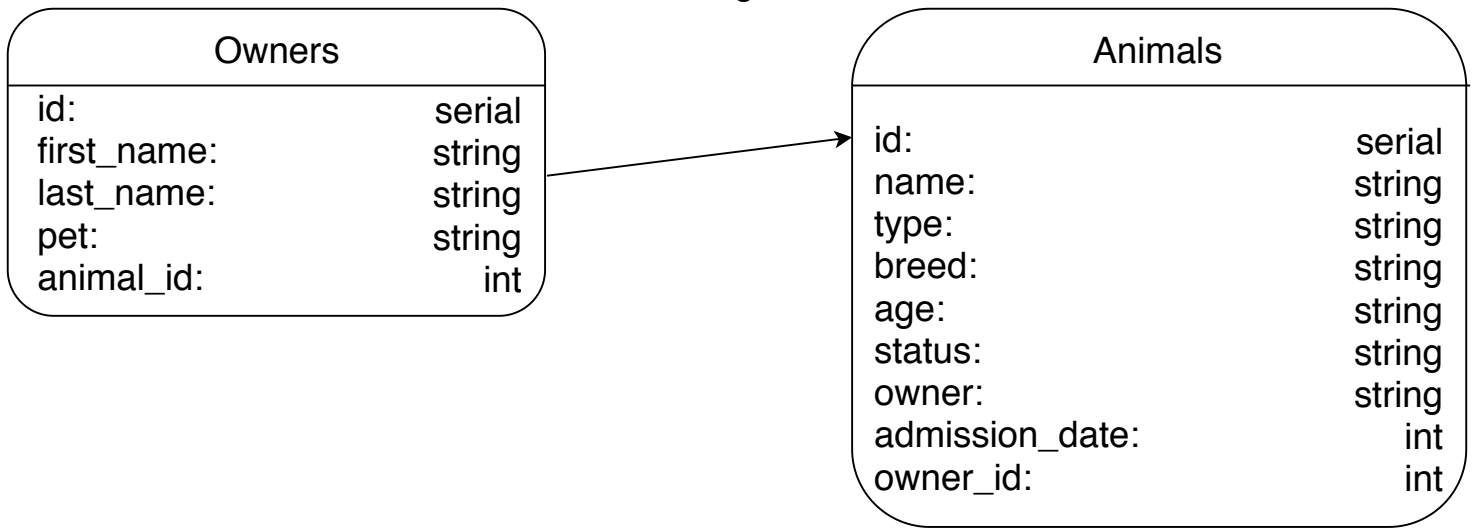 Owners
id: serial
first_name: string
last_name: string
pet: string
animal_id: int
Animals
id: serial
name: string
type: string
breed: string
age: string
status: string
owner: string
admission_date: int
owner_id: int